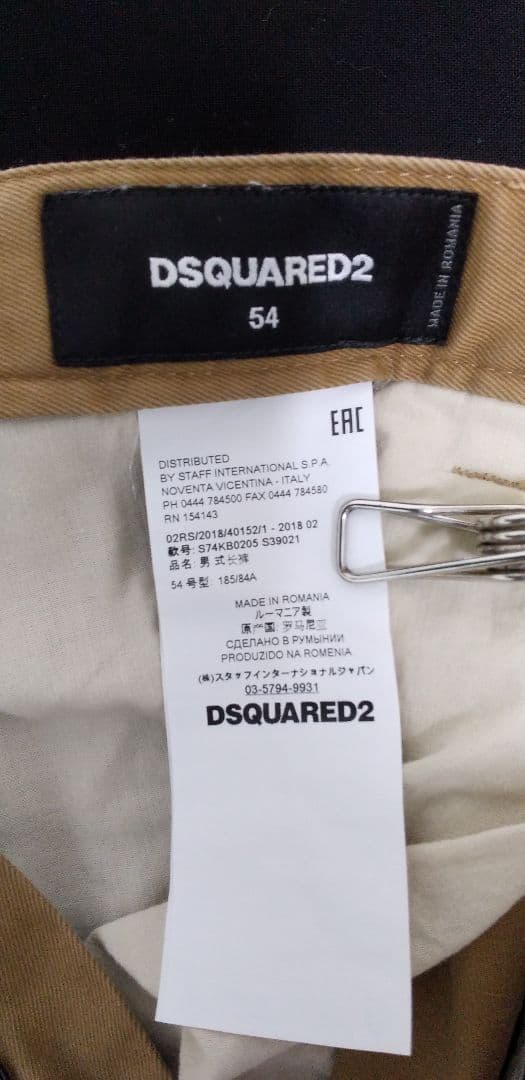 DSQUARED2
54
MADE IN ROMANIA
EAC
DISTRIBUTED
BY STAFF INTERNATIONAL S.P.A.
NOVENTA VICENTINA - ITALY
PH 0444 784500 FAX 0444 784580
RN 154143
02RS/2018/40152/1 - 2018 02
款号: S74KB0205 S39021
品名: 男 式长裤
54 号型: 185/84A
MADE IN ROMANIA
ルーマニア製
原产国: 罗马尼亚
СДЕЛАНО В РУМЫНИИ
PRODUZIDO NA ROMENIA
(株)スタッフインターナショナルジャパン
03-5794-9931
DSQUARED2